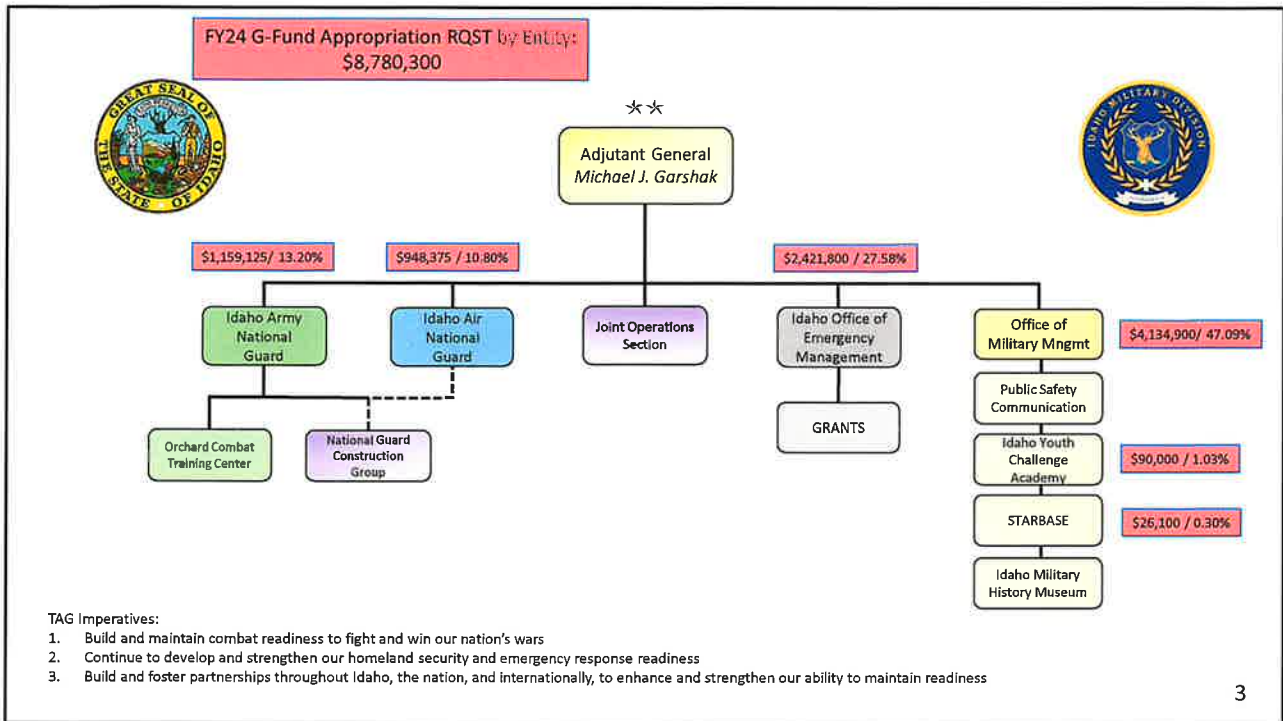 FY24 G-Fund Appropriation RQST by Entity:
$8,780,300
GREAT SEAL OF
THE STATE OF IDAHO
IDAHO MILITARY DIVISION
Adjutant General
Michael J. Garshak
$1,159,125/ 13.20%
$948,375 / 10.80%
$2,421,800 / 27.58%
Idaho Army
National
Guard
Idaho Air
National
Guard
Joint Operations
Section
Idaho Office of
Emergency
Management
Office of
Military Mngmt
$4,134,900/ 47.09%
Orchard Combat
Training Center
National Guard
Construction
Group
GRANTS
Public Safety
Communication
Idaho Youth
Challenge
Academy
$90,000 / 1.03%
STARBASE
$26,100 / 0.30%
Idaho Military
History Museum
TAG Imperatives:
1. Build and maintain combat readiness to fight and win our nation's wars
2. Continue to develop and strengthen our homeland security and emergency response readiness
3. Build and foster partnerships throughout Idaho, the nation, and internationally, to enhance and strengthen our ability to maintain readiness
3